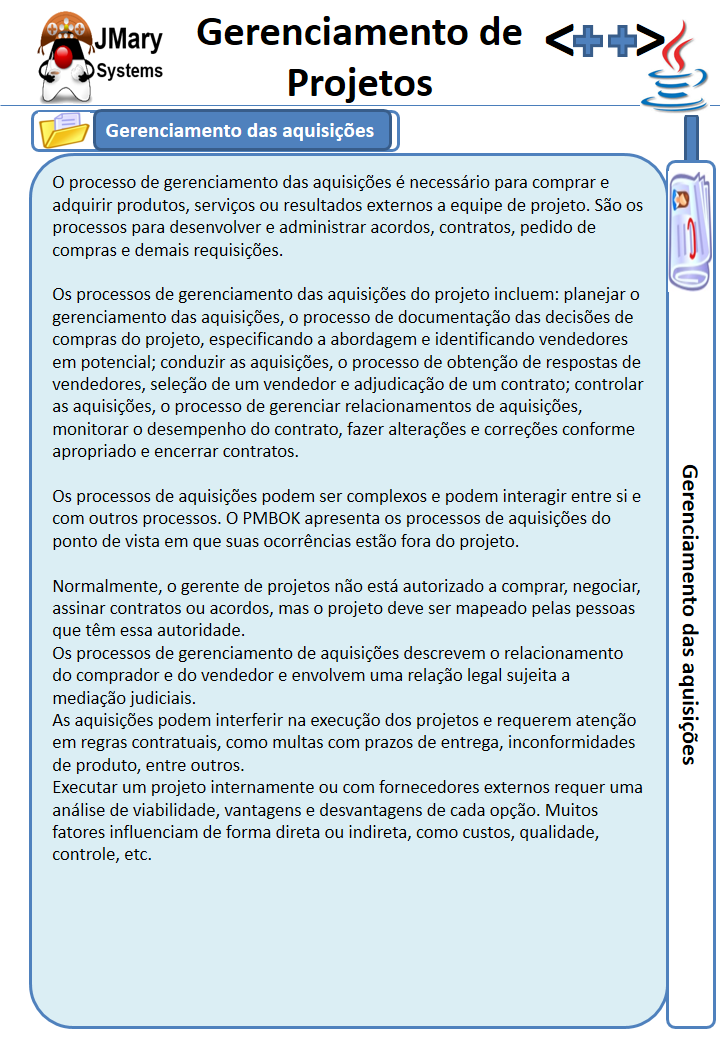 JMary
Systems
Gerenciamento de
Projetos
<++>
Gerenciamento das aquisições
O processo de gerenciamento das aquisições é necessário para comprar e
adquirir produtos, serviços ou resultados externos a equipe de projeto. São os
processos para desenvolver e administrar acordos, contratos, pedido de
compras e demais requisições.
Os processos de gerenciamento das aquisições do projeto incluem: planejar o
gerenciamento das aquisições, o processo de documentação das decisões de
compras do projeto, especificando a abordagem e identificando vendedores
em potencial; conduzir as aquisições, o processo de obtenção de respostas de
vendedores, seleção de um vendedor e adjudicação de um contrato; controlar
as aquisições, o processo de gerenciar relacionamentos de aquisições,
monitorar o desempenho do contrato, fazer alterações e correções conforme
apropriado e encerrar contratos.
Os processos de aquisições podem ser complexos e podem interagir entre si e
com outros processos. O PMBOK apresenta os processos de aquisições do
ponto de vista em que suas ocorrências estão fora do projeto.
Normalmente, o gerente de projetos não está autorizado a comprar, negociar,
assinar contratos ou acordos, mas o projeto deve ser mapeado pelas pessoas
que têm essa autoridade.
Os processos de gerenciamento de aquisições descrevem o relacionamento
do comprador e do vendedor e envolvem uma relação legal sujeita a
mediação judiciais.
As aquisições podem interferir na execução dos projetos e requerem atenção
em regras contratuais, como multas com prazos de entrega, inconformidades
de produto, entre outros.
Executar um projeto internamente ou com fornecedores externos requer uma
análise de viabilidade, vantagens e desvantagens de cada opção. Muitos
fatores influenciam de forma direta ou indireta, como custos, qualidade,
controle, etc.
Gerenciamento das aquisições